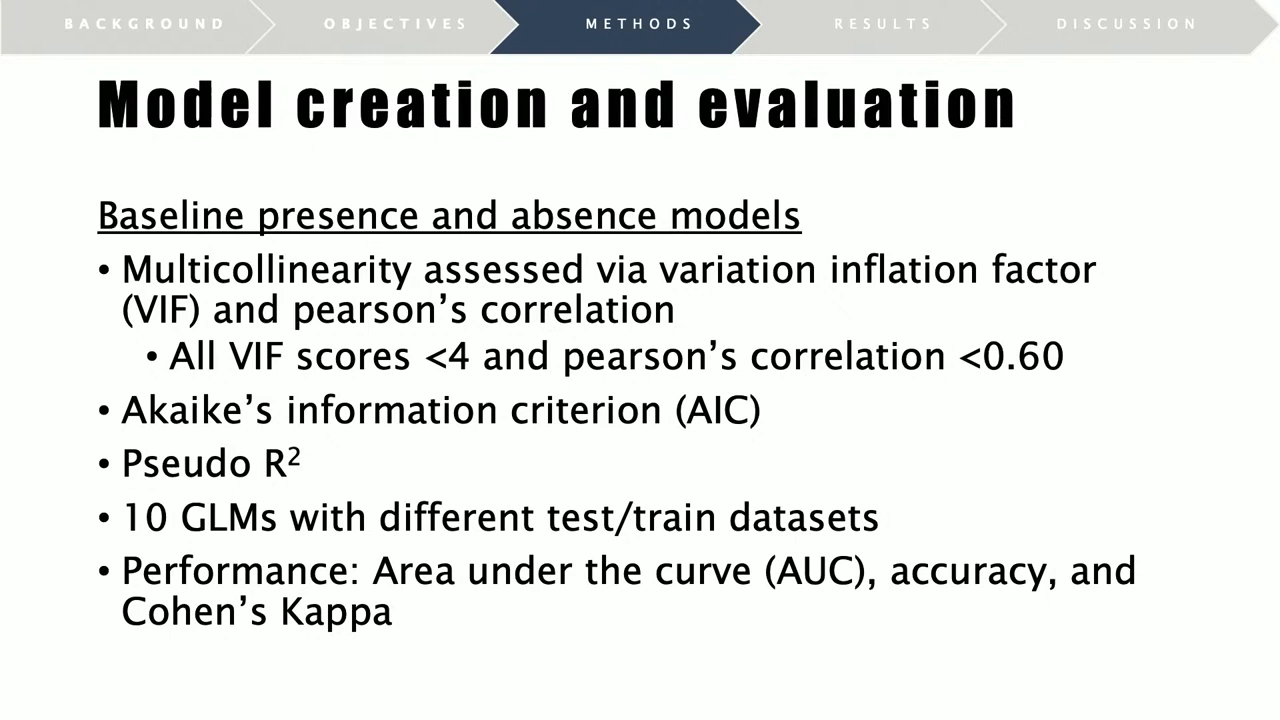 BACKGROUND
OBJECTIVES
METHODS
RESULTS
DISCUSSION
Model creation and evaluation
Baseline presence and absence models
• Multicollinearity assessed via variation inflation factor
(VIF) and pearson’s correlation
• All VIF scores <4 and pearson’s correlation <0.60
• Akaike’s information criterion (AIC)
• Pseudo R²
• 10 GLMs with different test/train datasets
• Performance: Area under the curve (AUC), accuracy, and
Cohen’s Kappa